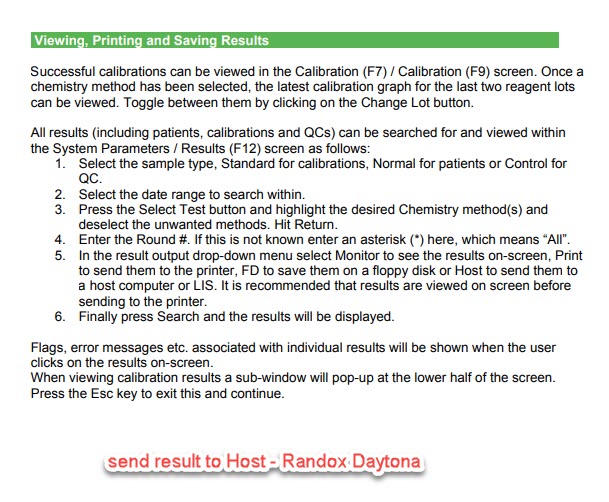 Viewing, Printing and Saving Results
Successful calibrations can be viewed in the Calibration (F7) / Calibration (F9) screen. Once a
chemistry method has been selected, the latest calibration graph for the last two reagent lots
can be viewed. Toggle between them by clicking on the Change Lot button.
All results (including patients, calibrations and QCs) can be searched for and viewed within
the System Parameters / Results (F12) screen as follows:
1. Select the sample type, Standard for calibrations, Normal for patients or Control for
QC.
2. Select the date range to search within.
3. Press the Select Test button and highlight the desired Chemistry method(s) and
deselect the unwanted methods. Hit Return.
4. Enter the Round #. If this is not known enter an asterisk (*) here, which means “All”.
5. In the result output drop-down menu select Monitor to see the results on-screen, Print
to send them to the printer, FD to save them on a floppy disk or Host to send them to
a host computer or LIS. It is recommended that results are viewed on screen before
sending to the printer.
6. Finally press Search and the results will be displayed.
Flags, error messages etc. associated with individual results will be shown when the user
clicks on the results on-screen.
When viewing calibration results a sub-window will pop-up at the lower half of the screen.
Press the Esc key to exit this and continue.
send result to Host - Randox Daytona